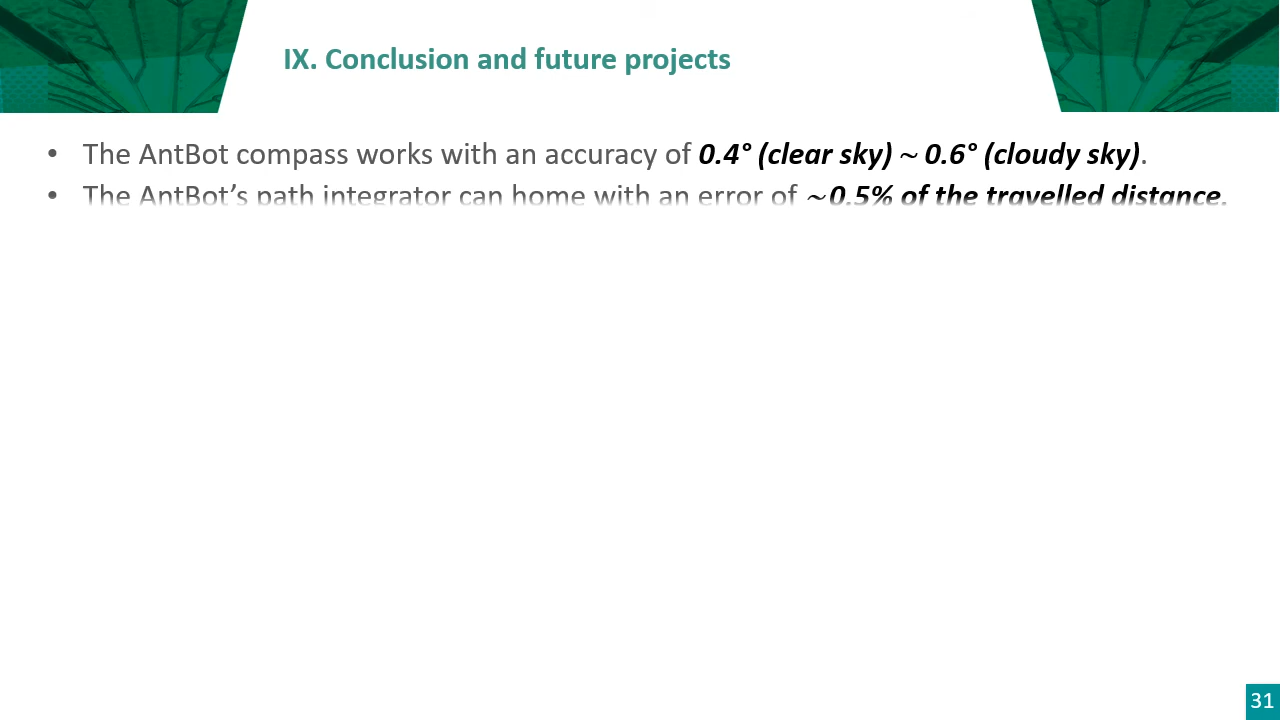 IX. Conclusion and future projects
• The AntBot compass works with an accuracy of 0.4° (clear sky) ~ 0.6° (cloudy sky).
• The AntBot’s path integrator can home with an error of ~0.5% of the travelled distance.
31